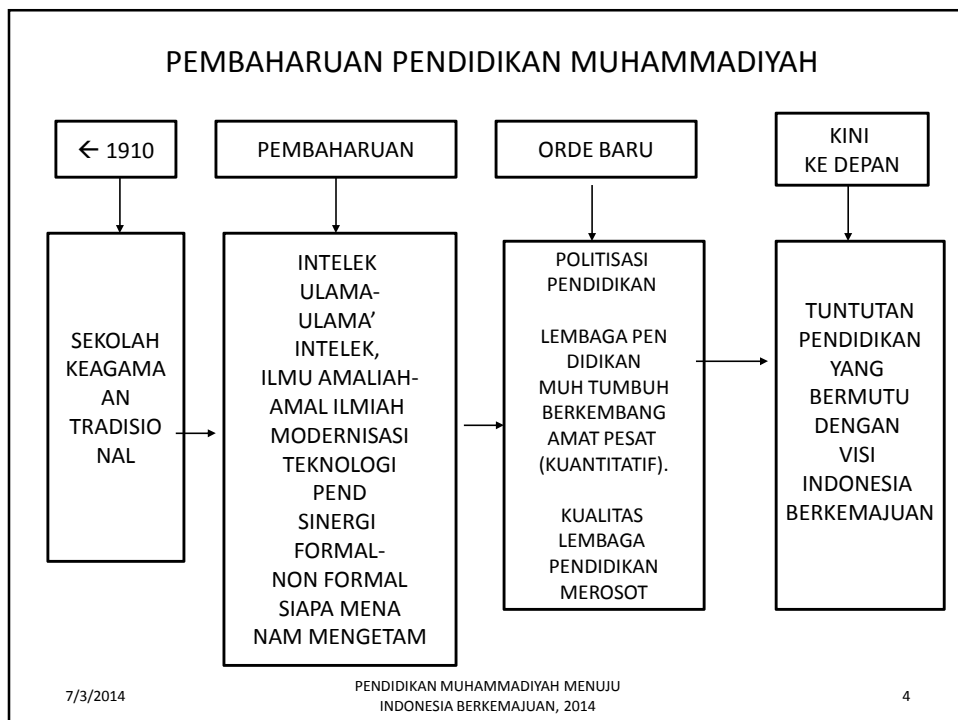 PEMBAHARUAN PENDIDIKAN MUHAMMADIYAH
← 1910
PEMBAHARUAN
ORDE BARU
KINI
KE DEPAN
SEKOLAH
KEAGAMA
AN
TRADISIO
NAL
INTELEK
ULAMA-
ULAMA’
INTELEK,
ILMU AMALIAH-
AMAL ILMIAH
MODERNISASI
TEKNOLOGI
PEND
SINERGI
FORMAL-
NON FORMAL
SIAPA MENA
NAM MENGETAM
POLITISASI
PENDIDIKAN
LEMBAGA PEN
DIDIKAN
MUH TUMBUH
BERKEMBANG
AMAT PESAT
(KUANTITATIF).
KUALITAS
LEMBAGA
PENDIDIKAN
MEROSOT
TUNTUTAN
PENDIDIKAN
YANG
BERMUTU
DENGAN
VISI
INDONESIA
BERKEMAJUAN
7/3/2014
PENDIDIKAN MUHAMMADIYAH MENUJU
INDONESIA BERKEMAJUAN, 2014
4